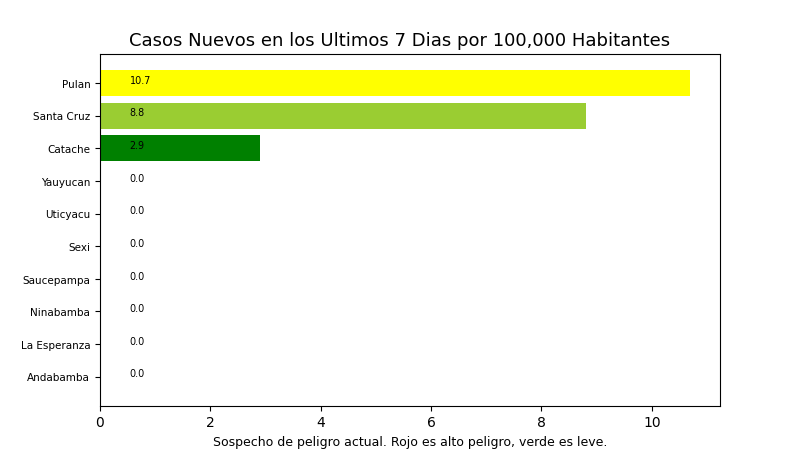 Casos Nuevos en los Ultimos 7 Dias por 100,000 Habitantes
Pulan 10.7
Santa Cruz 8.8
Catache 2.9
Yauyucan 0.0
Uticyacu 0.0
Sexi 0.0
Saucepampa 0.0
Ninabamba 0.0
La Esperanza 0.0
Andabamba 0.0
0 2 4 6 8 10
Sospecho de peligro actual. Rojo es alto peligro, verde es leve.